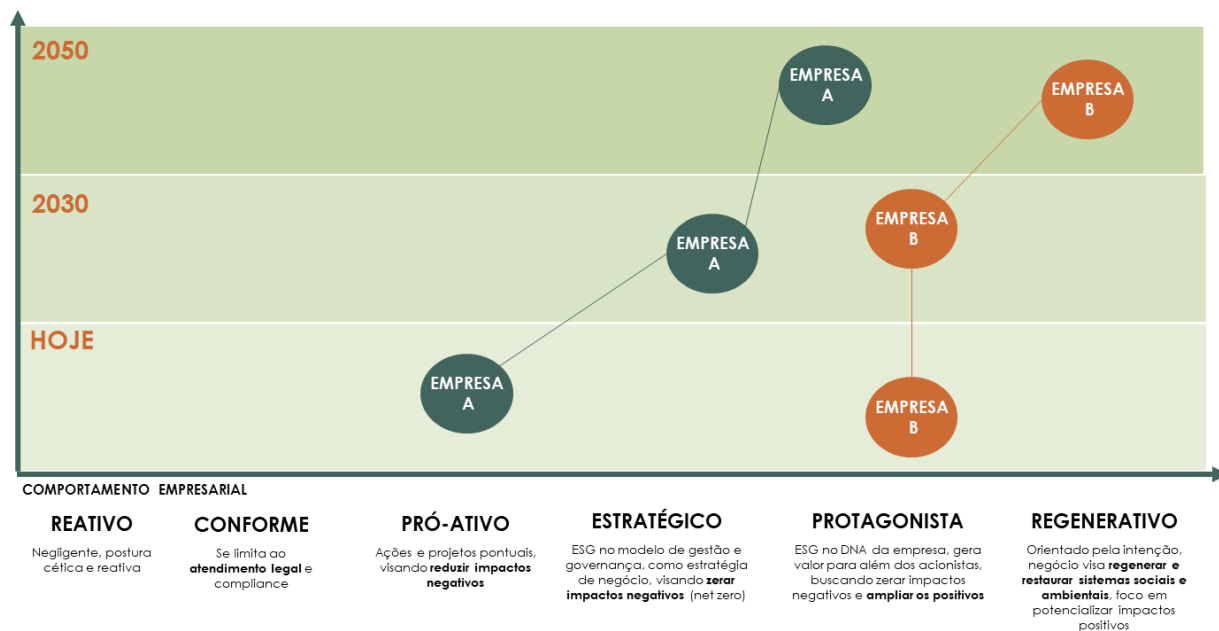 2050
EMPRESA
A
EMPRESA
B
2030
EMPRESA
B
EMPRESA
A
HOJE
EMPRESA
A
EMPRESA
B
COMPORTAMENTO EMPRESARIAL
REATIVO
Negligente, postura
cética e reativa
CONFORME
Se limita ao
atendimento legal e
compliance
PRÓ-ATIVO
Ações e projetos pontuais,
visando reduzir impactos
negativos
ESTRATÉGICO
ESG no modelo de gestão e
governança, como estratégia
de negócio, visando zerar
impactos negativos (net zero)
PROTAGONISTA
ESG no DNA da empresa, gera
valor para além dos acionistas,
buscando zerar impactos
negativos e ampliar os positivos
REGENERATIVO
Orientado pela intenção,
negócio visa regenerar e
restaurar sistemas sociais e
ambientais, foco em
potencializar impactos
positivos